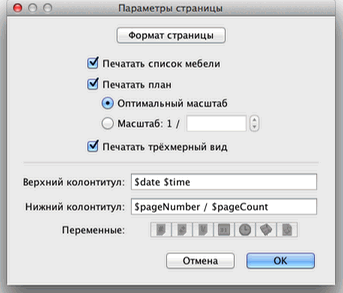 Параметры страницы
Формат страницы
Печатать список мебели
Печатать план
Оптимальный масштаб
Масштаб: 1 /
Печатать трёхмерный вид
Верхний колонтитул: $date $time
Нижний колонтитул: $pageNumber / $pageCount
Переменные:
Отмена OK